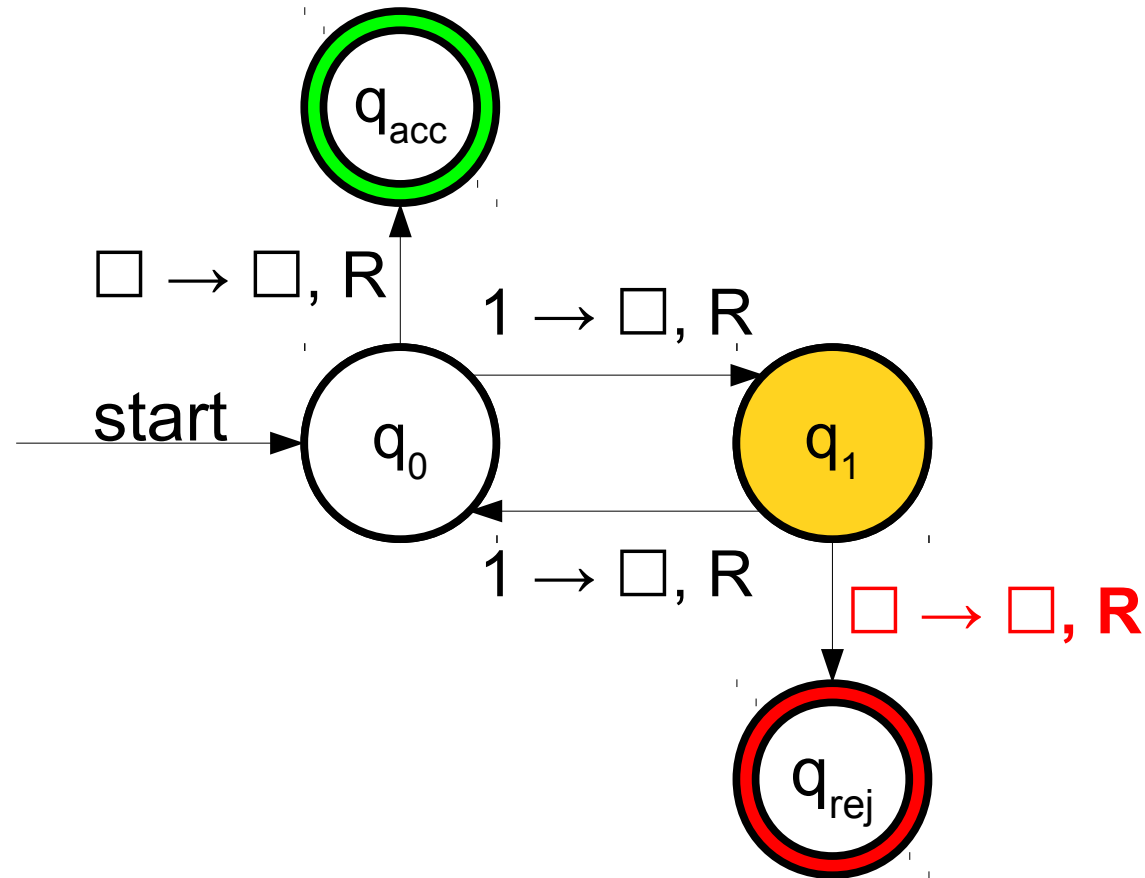 q_acc
□ → □, R
1 → □, R
start
q_0
q_1
1 → □, R
□ → □, R
q_rej